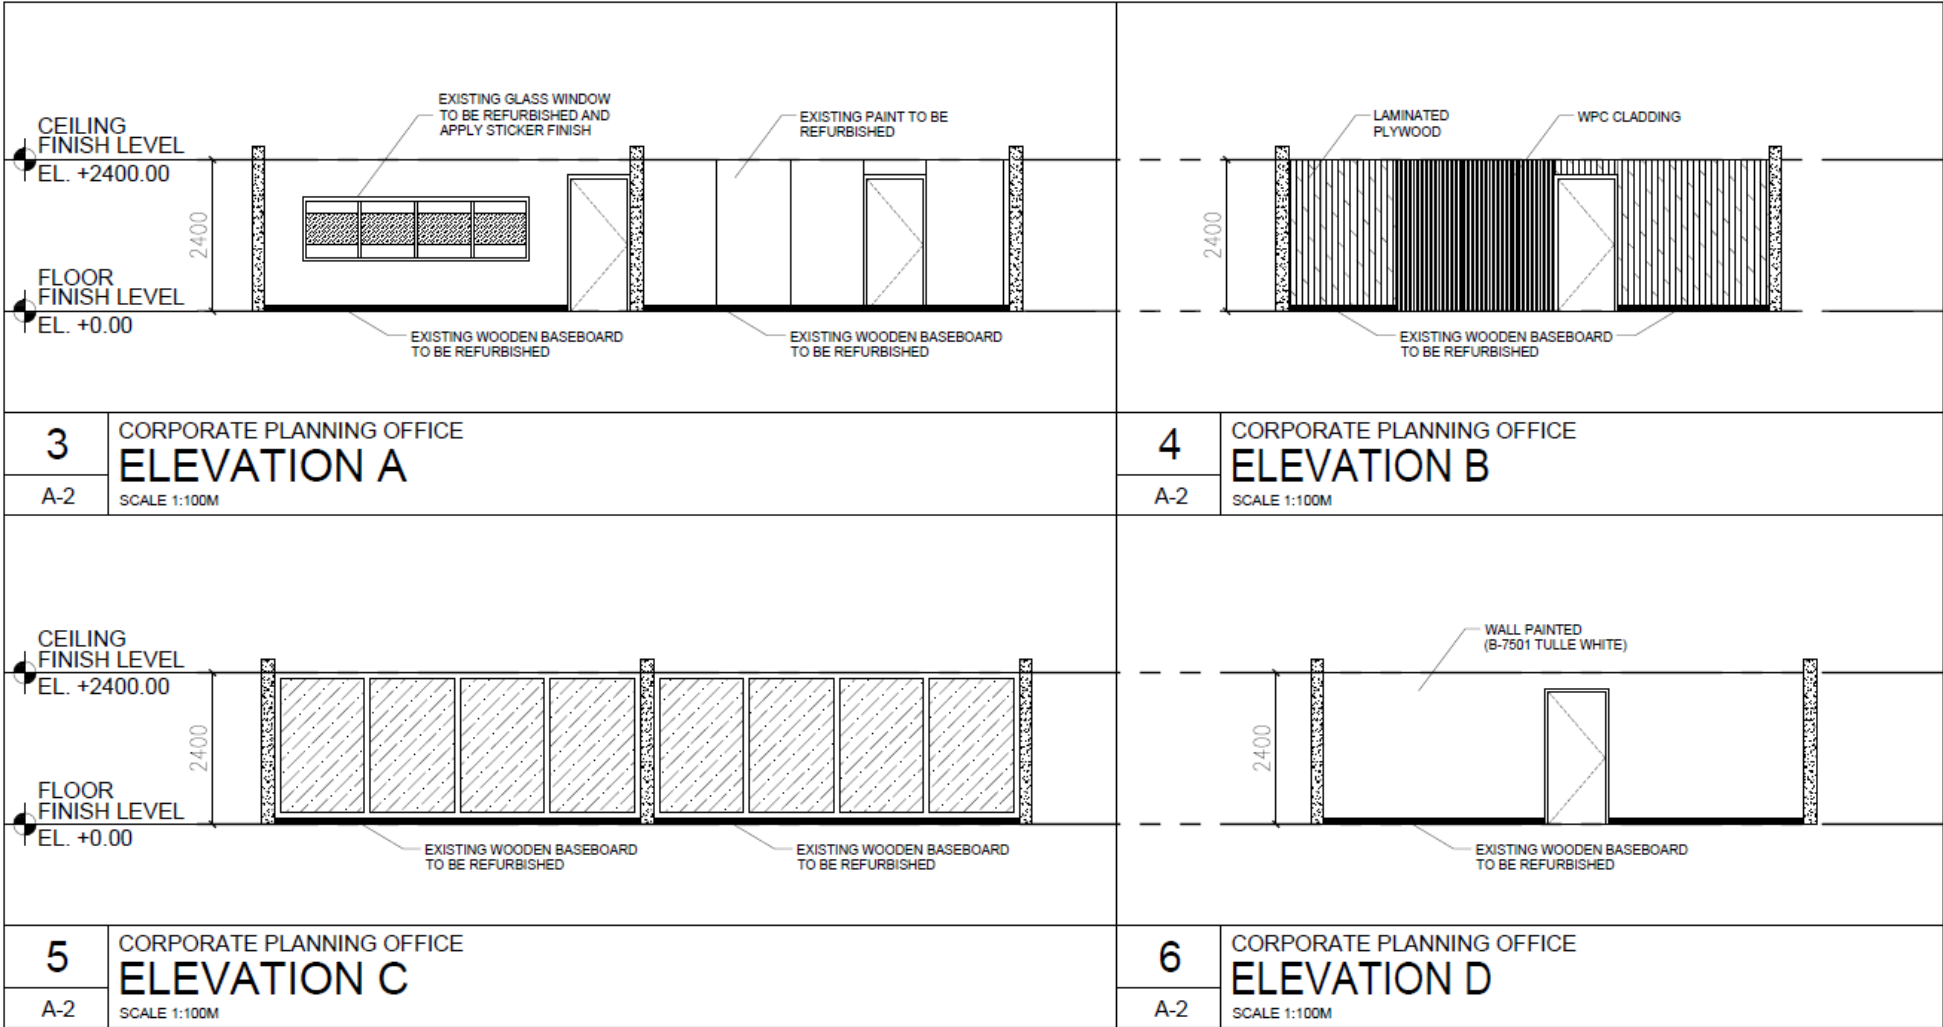 EXISTING GLASS WINDOW
TO BE REFURBISHED AND
APPLY STICKER FINISH
EXISTING PAINT TO BE
REFURBISHED
CEILING
FINISH LEVEL
EL. +2400.00
2400
FLOOR
FINISH LEVEL
EL. +0.00
EXISTING WOODEN BASEBOARD
TO BE REFURBISHED
EXISTING WOODEN BASEBOARD
TO BE REFURBISHED
3
A-2
CORPORATE PLANNING OFFICE
ELEVATION A
SCALE 1:100M
LAMINATED
PLYWOOD
WPC CLADDING
2400
EXISTING WOODEN BASEBOARD
TO BE REFURBISHED
4
A-2
CORPORATE PLANNING OFFICE
ELEVATION B
SCALE 1:100M
CEILING
FINISH LEVEL
EL. +2400.00
2400
FLOOR
FINISH LEVEL
EL. +0.00
EXISTING WOODEN BASEBOARD
TO BE REFURBISHED
EXISTING WOODEN BASEBOARD
TO BE REFURBISHED
5
A-2
CORPORATE PLANNING OFFICE
ELEVATION C
SCALE 1:100M
WALL PAINTED
(B-7501 TULLE WHITE)
2400
EXISTING WOODEN BASEBOARD
TO BE REFURBISHED
6
A-2
CORPORATE PLANNING OFFICE
ELEVATION D
SCALE 1:100M